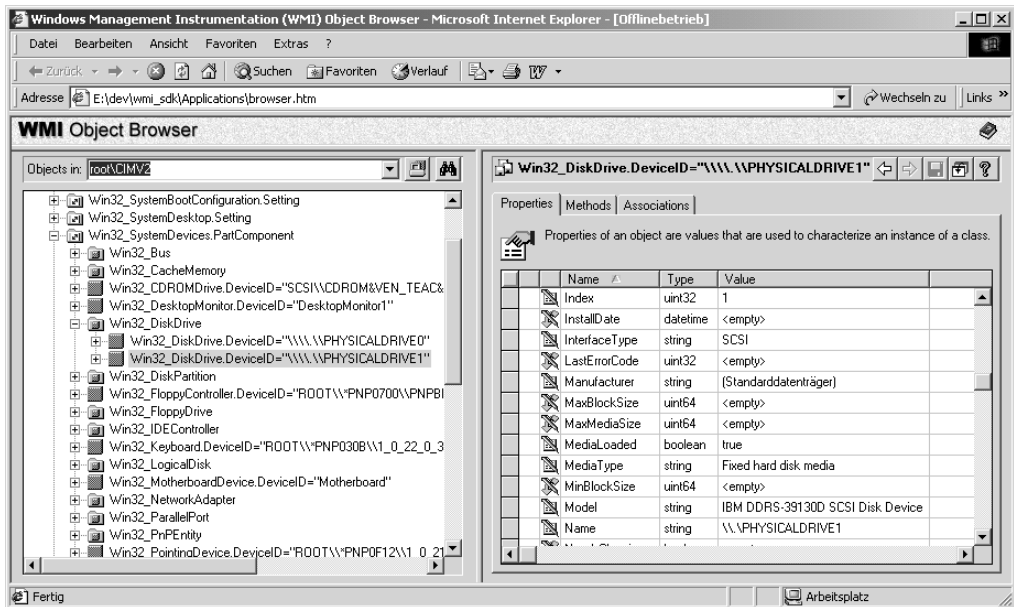 Windows Management Instrumentation (WMI) Object Browser - Microsoft Internet Explorer - [Offlinebetrieb]
Datei Bearbeiten Ansicht Favoriten Extras ?
Zurück Suchen Favoriten Verlauf
Adresse E:\dev\wmi_sdk\Applications\browser.htm Wechseln zu Links »
WMI Object Browser
Objects in: root\CIMV2
Win32_SystemBootConfiguration.Setting
Win32_SystemDesktop.Setting
Win32_SystemDevices.PartComponent
Win32_Bus
Win32_CacheMemory
Win32_CDROMDrive.DeviceID="SCSI\\CDROM&VEN_TEAC&
Win32_DesktopMonitor.DeviceID="DesktopMonitor1"
Win32_DiskDrive
Win32_DiskDrive.DeviceID="\\\\.\\PHYSICALDRIVE0"
Win32_DiskDrive.DeviceID="\\\\.\\PHYSICALDRIVE1"
Win32_DiskPartition
Win32_FloppyController.DeviceID="ROOT\\*PNP0700\\PNPBI
Win32_FloppyDrive
Win32_IDEController
Win32_Keyboard.DeviceID="ROOT\\*PNP030B\\1_0_22_0_3
Win32_LogicalDisk
Win32_MotherboardDevice.DeviceID="Motherboard"
Win32_NetworkAdapter
Win32_ParallelPort
Win32_PnPEntity
Win32_PointingDevice.DeviceID="ROOT\\*PNP0F12\\1_0_21
Win32_DiskDrive.DeviceID="\\\\.\\PHYSICALDRIVE1"
Properties Methods Associations
Properties of an object are values that are used to characterize an instance of a class.
Name Type Value
Index uint32 1
InstallDate datetime <empty>
InterfaceType string SCSI
LastErrorCode uint32 <empty>
Manufacturer string (Standarddatenträger)
MaxBlockSize uint64 <empty>
MaxMediaSize uint64 <empty>
MediaLoaded boolean true
MediaType string Fixed hard disk media
MinBlockSize uint64 <empty>
Model string IBM DDRS-39130D SCSI Disk Device
Name string \\.\PHYSICALDRIVE1
Fertig Arbeitsplatz